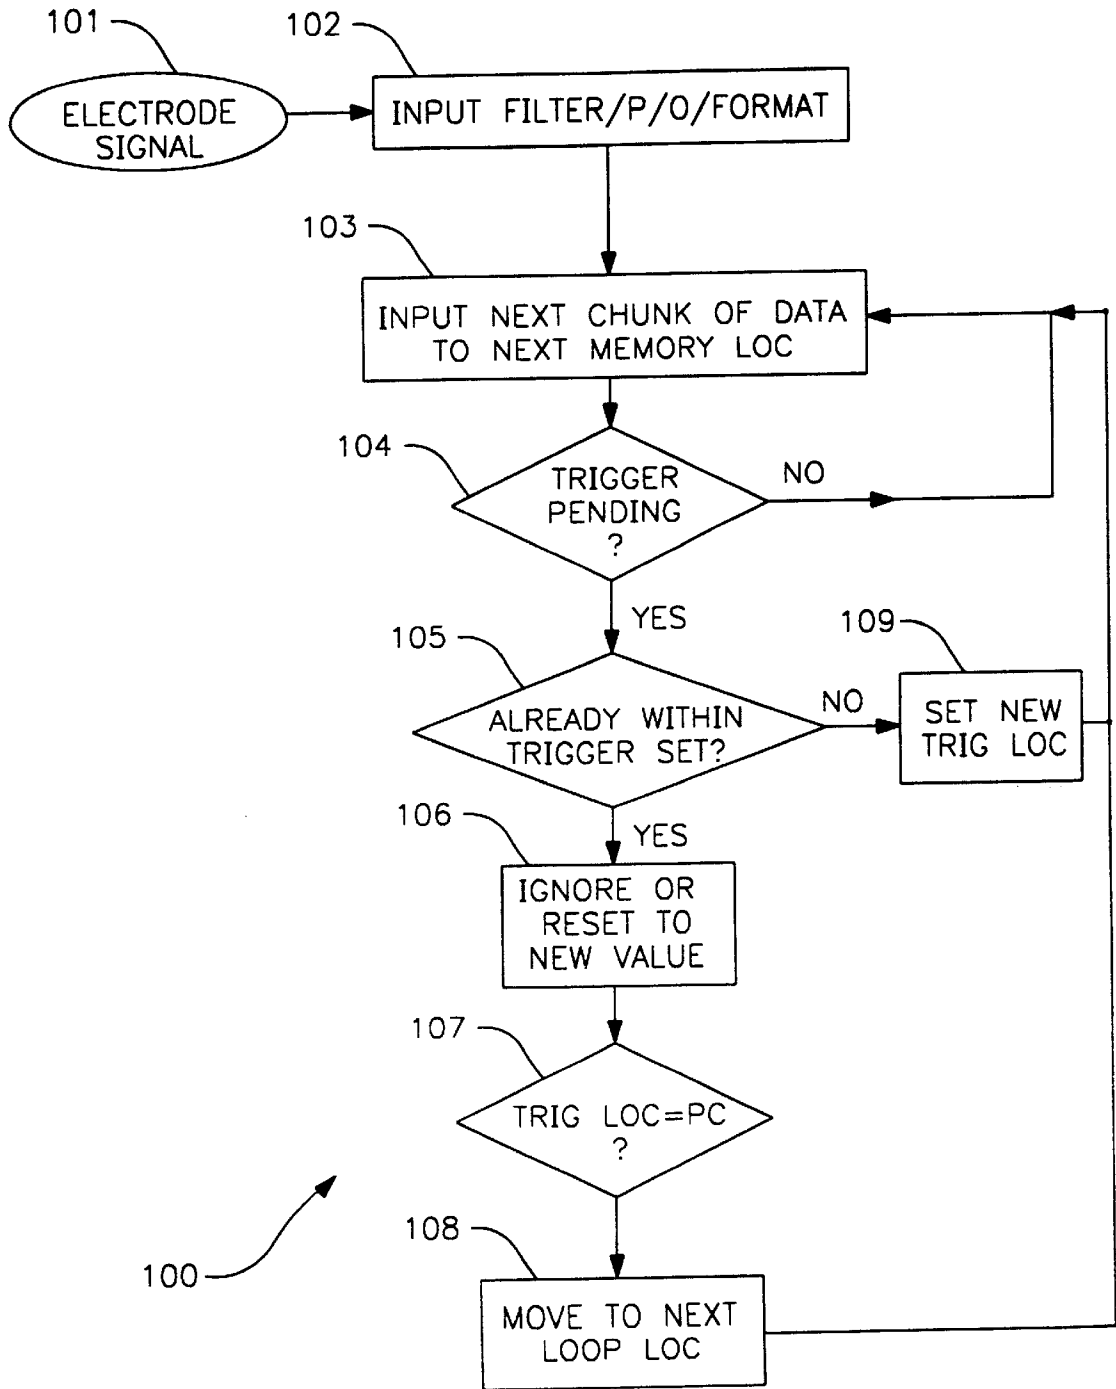 101
102
ELECTRODE
SIGNAL
INPUT FILTER/P/O/FORMAT
103
INPUT NEXT CHUNK OF DATA
TO NEXT MEMORY LOC
104
TRIGGER
PENDING
?
NO
YES
105
109
ALREADY WITHIN
TRIGGER SET?
NO
SET NEW
TRIG LOC
106
YES
IGNORE OR
RESET TO
NEW VALUE
107
TRIG LOC=PC
?
108
100
MOVE TO NEXT
LOOP LOC